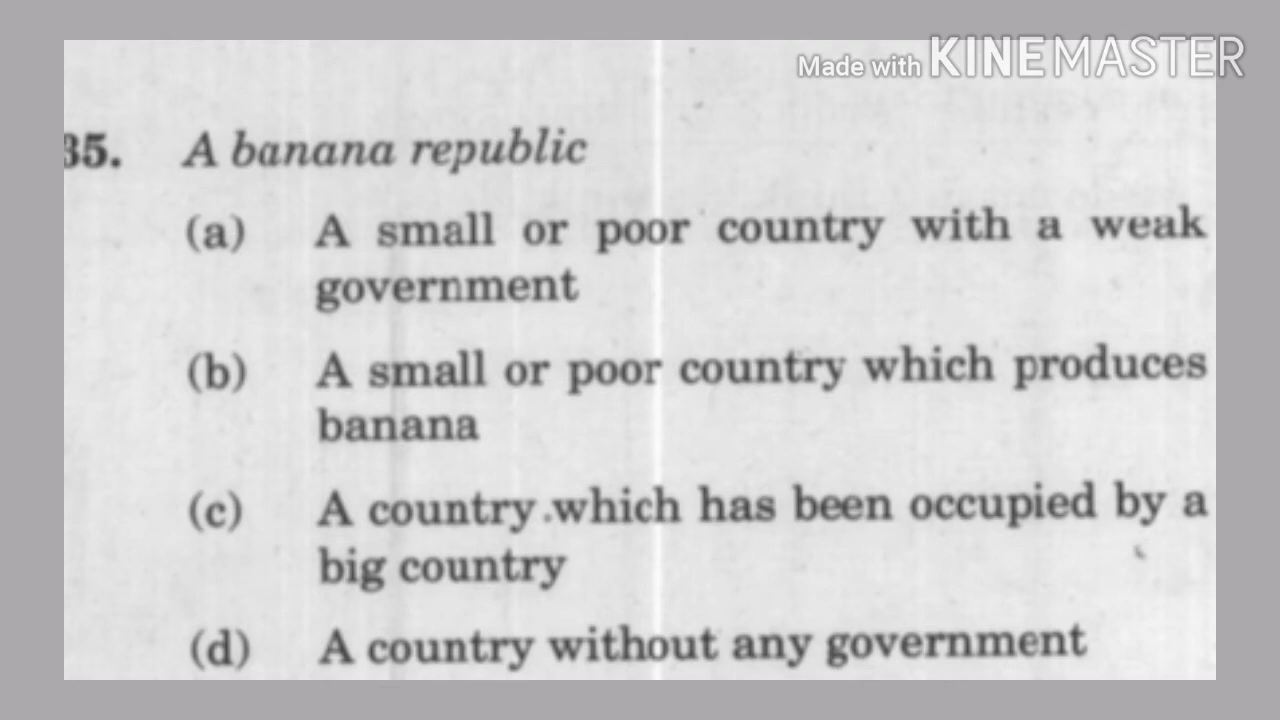 Made with KINEMASTER
35. A banana republic
(a) A small or poor country with a weak
government
(b) A small or poor country which produces
banana
(c) A country which has been occupied by a
big country
(d) A country without any government